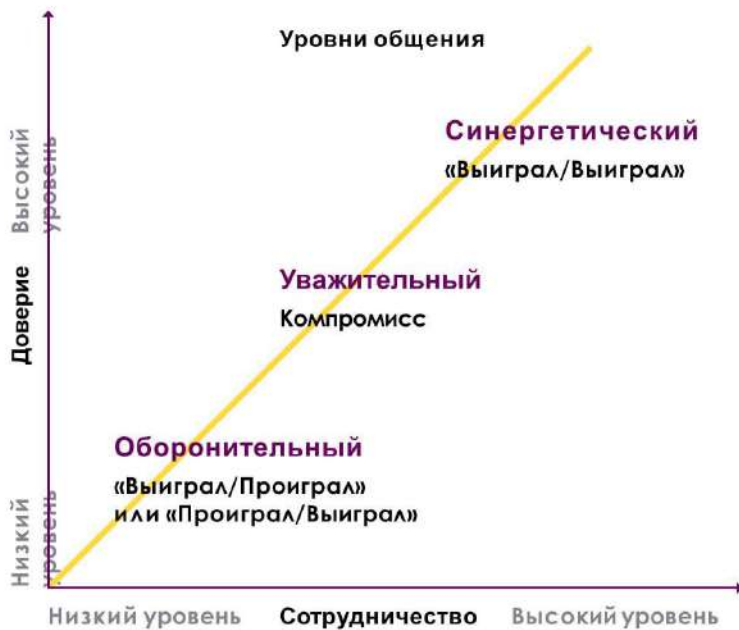 Уровни общения
Высокий
уровень
Синергетический
«Выиграл/Выиграл»
Доверие
Уважительный
Компромисс
Оборонительный
«Выиграл/Проиграл»
или «Проиграл/Выиграл»
Низкий
уровень
Низкий уровень
Сотрудничество
Высокий уровень